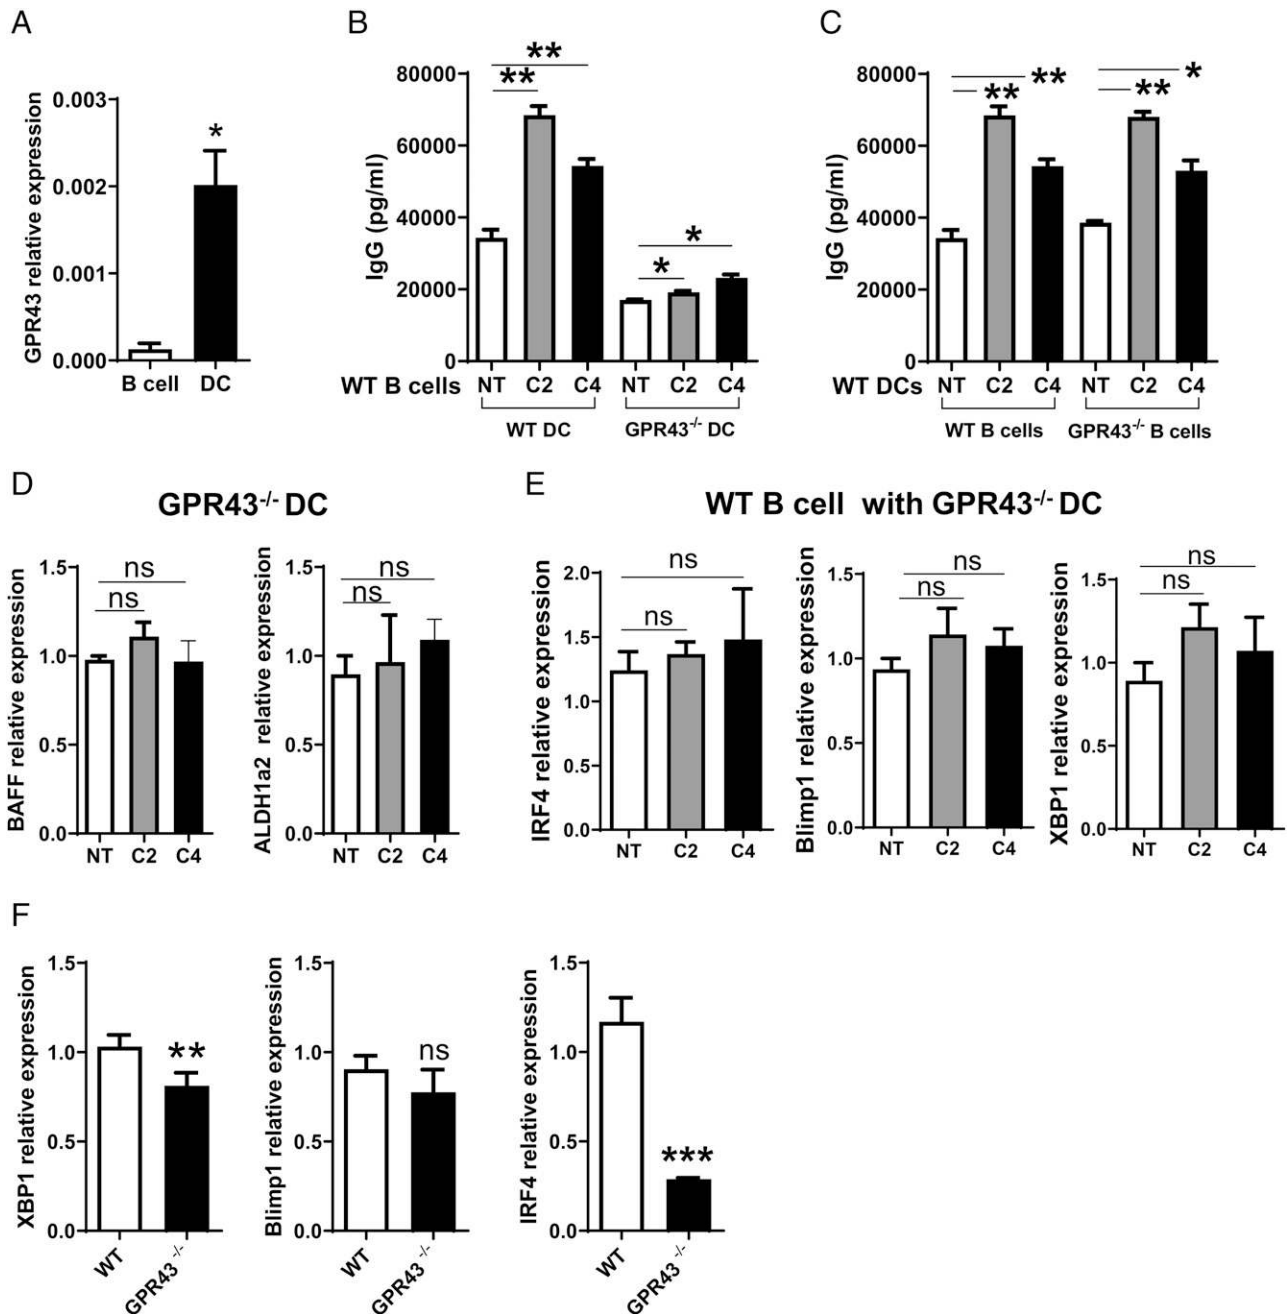 A
GPR43 relative expression
0.003
0.002
0.001
0.000
*
B cell DC
B
IgG (pg/ml)
80000
60000
40000
20000
0
**
**
*
*
WT B cells NT C2 C4 NT C2 C4
WT DC GPR43-/- DC
C
IgG (pg/ml)
80000
60000
40000
20000
0
**
**
*
**
WT DCs NT C2 C4 NT C2 C4
WT B cells GPR43-/- B cells
D
GPR43-/- DC
BAFF relative expression
1.5
1.0
0.5
0.0
ns
ns
NT C2 C4
ALDH1a2 relative expression
1.5
1.0
0.5
0.0
ns
ns
NT C2 C4
E
WT B cell with GPR43-/- DC
IRF4 relative expression
2.0
1.5
1.0
0.5
0.0
ns
ns
NT C2 C4
Blimp1 relative expression
1.5
1.0
0.5
0.0
ns
ns
NT C2 C4
XBP1 relative expression
1.5
1.0
0.5
0.0
ns
ns
NT C2 C4
F
XBP1 relative expression
1.5
1.0
0.5
0.0
**
WT
GPR43-/-
Blimp1 relative expression
1.5
1.0
0.5
0.0
ns
WT
GPR43-/-
IRF4 relative expression
1.5
1.0
0.5
0.0
***
WT
GPR43-/-